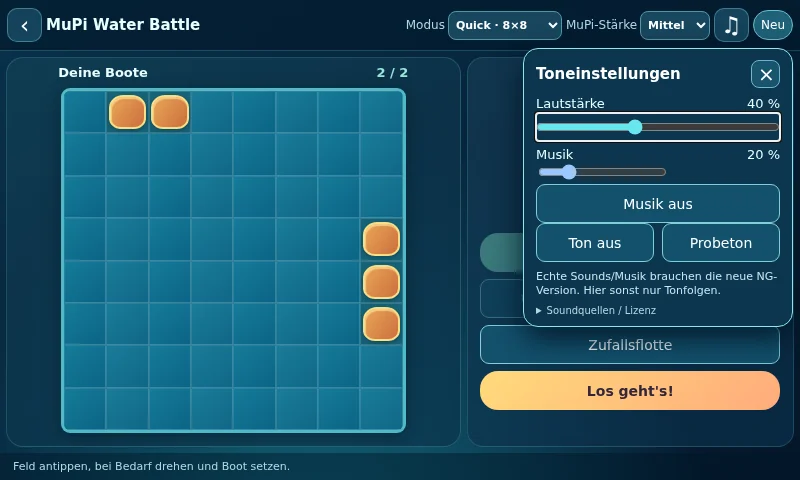 ‹ MuPi Water Battle
Modus Quick · 8×8 MuPi-Stärke Mittel ♫ Neu
Deine Boote 2 / 2
Toneinstellungen ×
Lautstärke 40 %
Musik 20 %
Musik aus
Ton aus Probeton
Echte Sounds/Musik brauchen die neue NG-
Version. Hier sonst nur Tonfolgen.
▸ Soundquellen / Lizenz
Zufallsflotte
Los geht's!
Feld antippen, bei Bedarf drehen und Boot setzen.